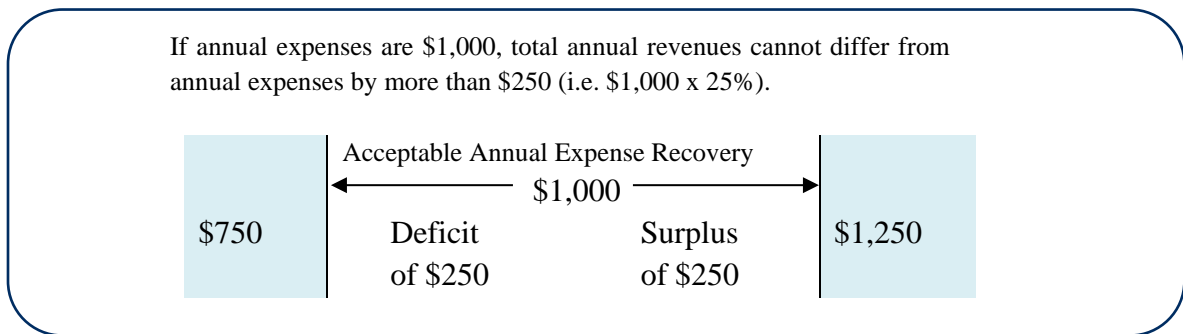 If annual expenses are $1,000, total annual revenues cannot differ from
annual expenses by more than $250 (i.e. $1,000 x 25%).
Acceptable Annual Expense Recovery
$1,000
$750 Deficit Surplus $1,250
of $250 of $250